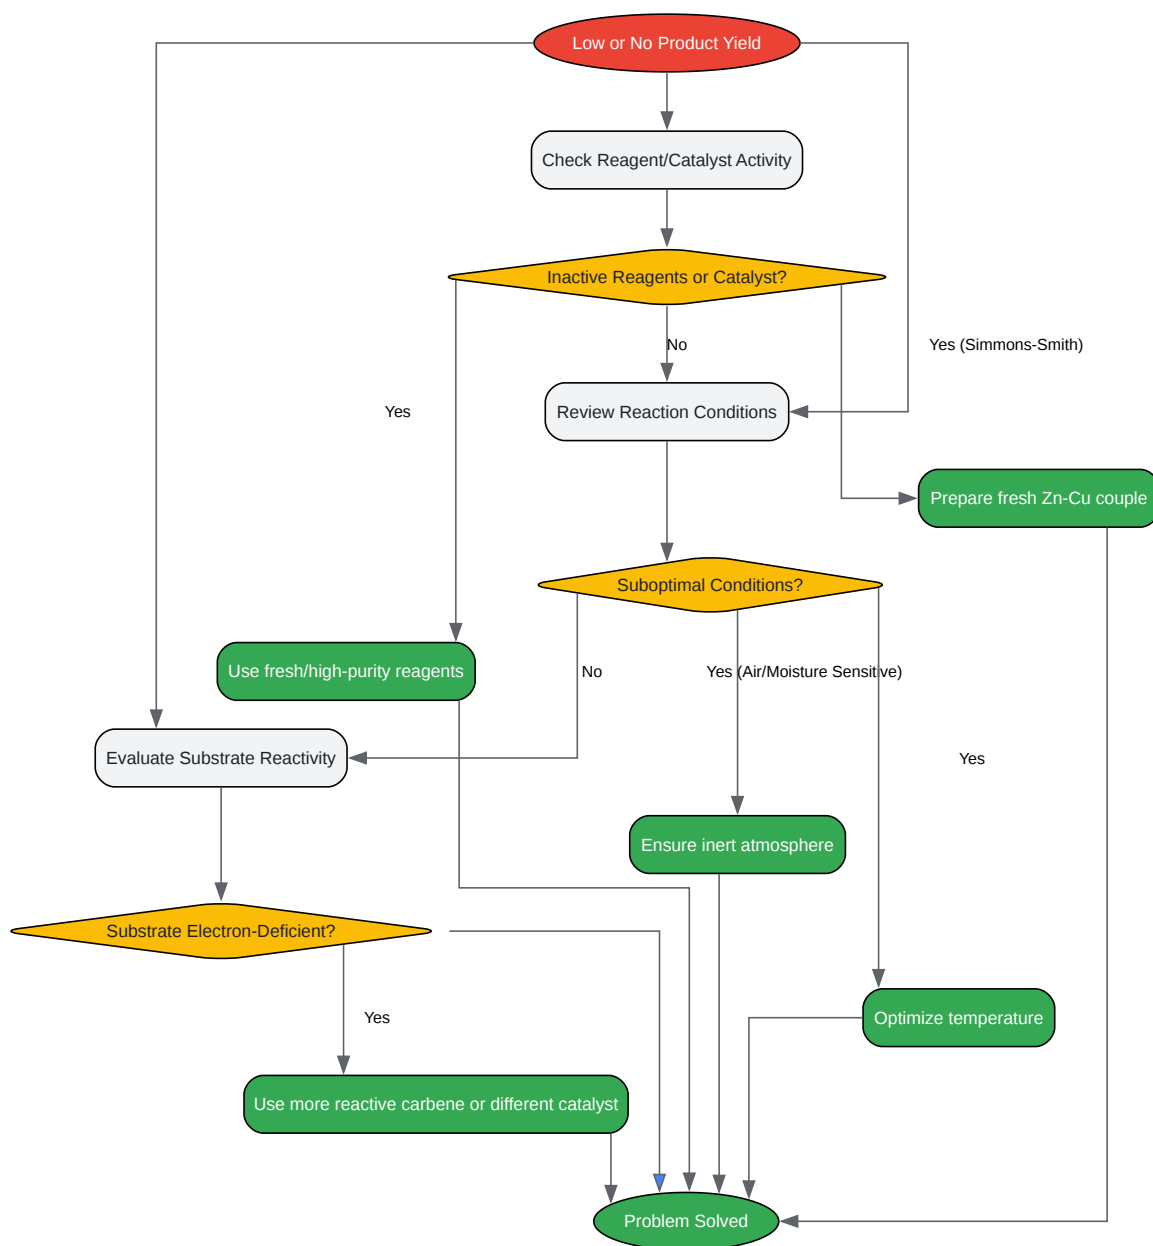 Low or No Product Yield
Check Reagent/Catalyst Activity
Inactive Reagents or Catalyst?
No
Yes (Simmons-Smith)
Yes
Review Reaction Conditions
Prepare fresh Zn-Cu couple
Suboptimal Conditions?
Use fresh/high-purity reagents
No
Yes (Air/Moisture Sensitive)
Evaluate Substrate Reactivity
Yes
Ensure inert atmosphere
Substrate Electron-Deficient?
Yes
Optimize temperature
Use more reactive carbene or different catalyst
Problem Solved